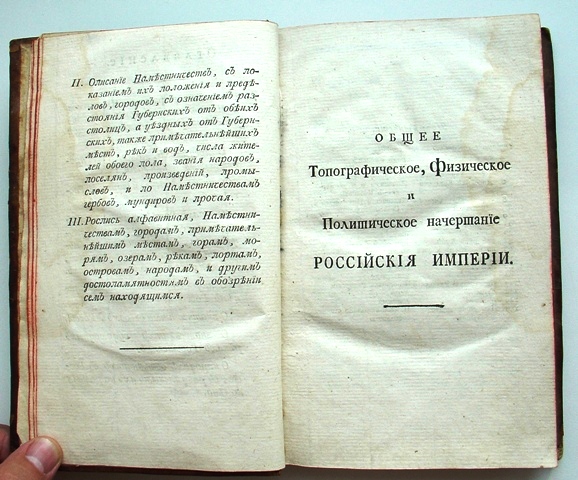 II. Описаніе Намѣстничествъ, съ по-
казаніемъ ихъ положенія и предѣ-
ловъ, городовъ, съ означеніемъ раз-
стоянія Губернскихъ отъ обѣихъ
столицъ, а уѣздныхъ отъ Губерн-
скихъ, также примѣчательнѣйшихъ
мѣстъ, рѣкъ и водъ, числа жите-
лей обоего пола, званія народовъ,
поселянъ, произведеній, промы-
словъ, и по Намѣстничествамъ
гербовъ, мундировъ и прочая.
III. Роспись алфавитная, Намѣстни-
чествамъ, городамъ, примѣчатель-
нѣйшимъ мѣстамъ, горамъ, мо-
рямъ, озерамъ, рѣкамъ, портамъ,
островамъ, народамъ, и другимъ
достопамятностямъ въ обозрѣніи
семъ находящимся.
ОБЩЕЕ
Топографическое, Физическое
и
Политическое начертаніе
РОССІЙСКІЯ ИМПЕРІИ.